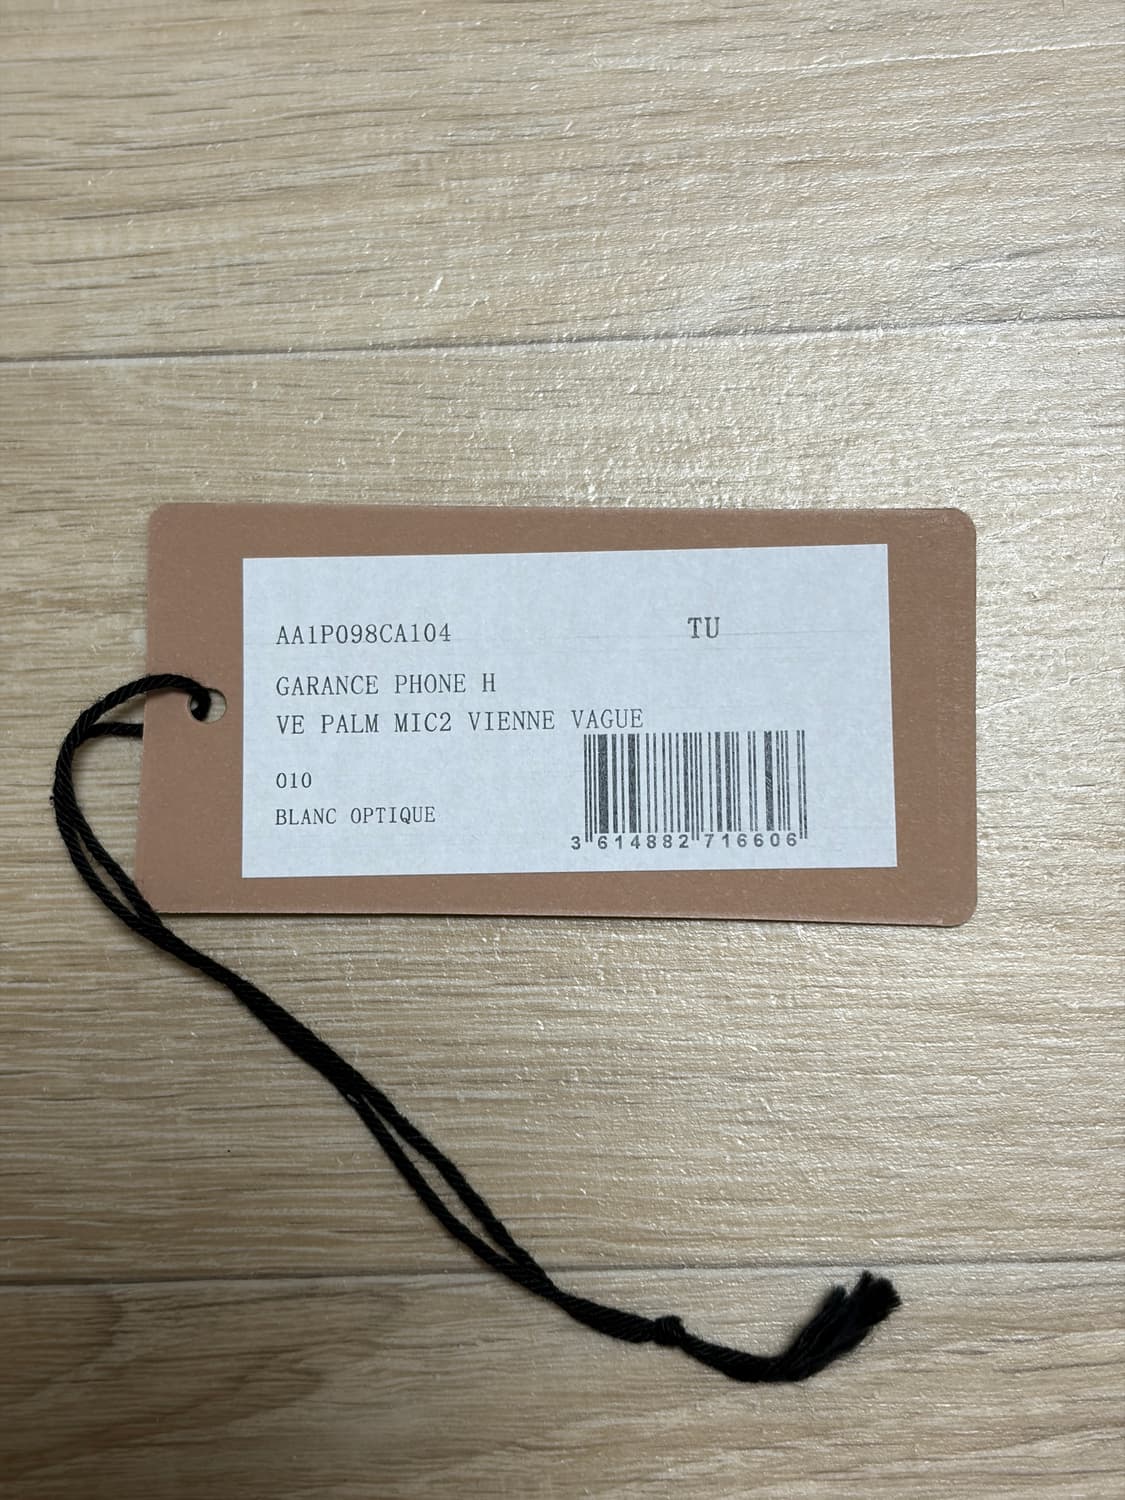 AA1P098CA104 TU
GARANCE PHONE H
VE PALM MIC2 VIENNE VAGUE
010
BLANC OPTIQUE
3 614882 716606